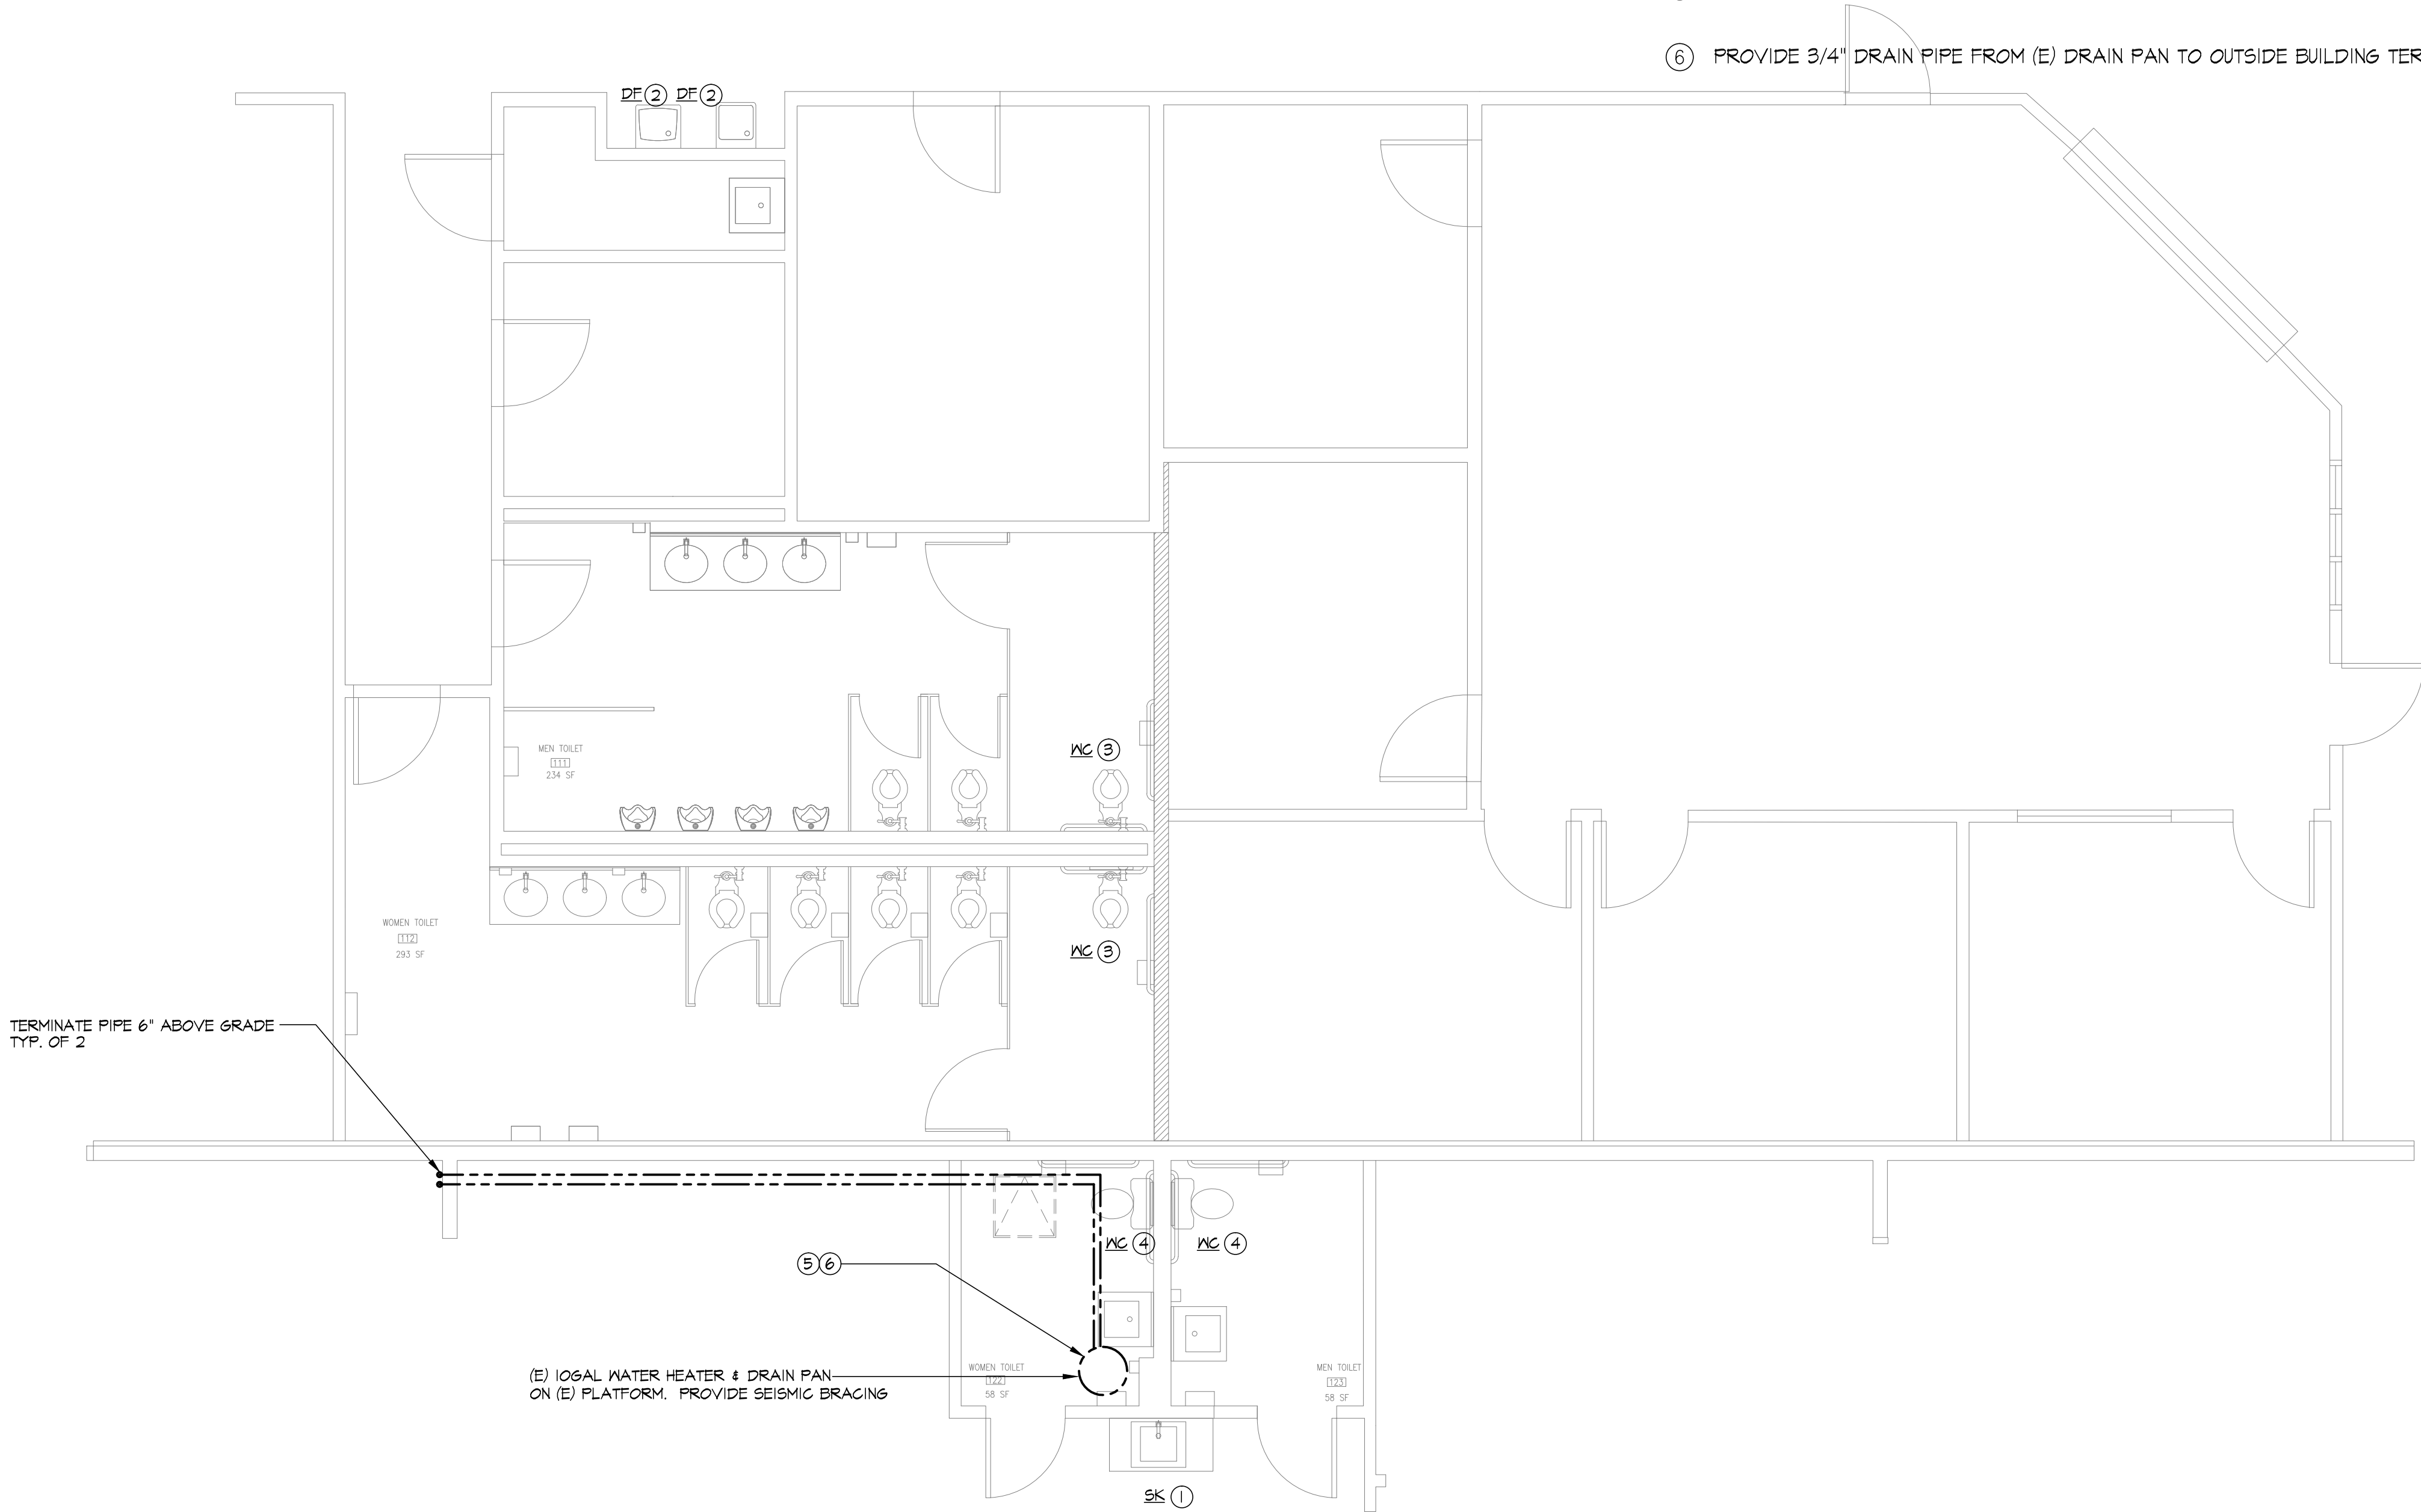 ⑥ PROVIDE 3/4" DRAIN PIPE FROM (E) DRAIN PAN TO OUTSIDE BUILDING TER
DF ② DF ②
MEN TOILET
111
234 SF
WC ③
WOMEN TOILET
112
293 SF
WC ③
TERMINATE PIPE 6" ABOVE GRADE
TYP. OF 2
WC ④ WC ④
⑤⑥
(E) 10GAL WATER HEATER & DRAIN PAN
ON (E) PLATFORM. PROVIDE SEISMIC BRACING
WOMEN TOILET
122
58 SF
MEN TOILET
123
58 SF
SK ①